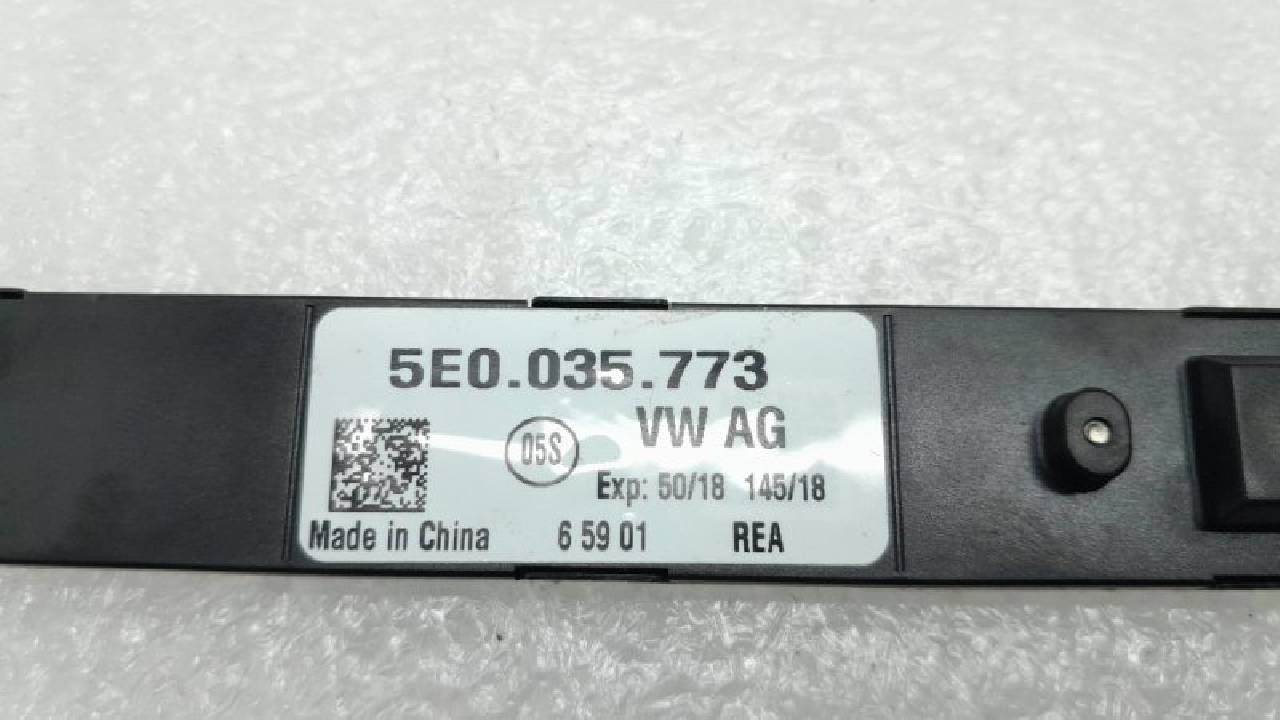 5E0.035.773
05S VW AG
Exp: 50/18 145/18
Made in China 6 59 01 REA